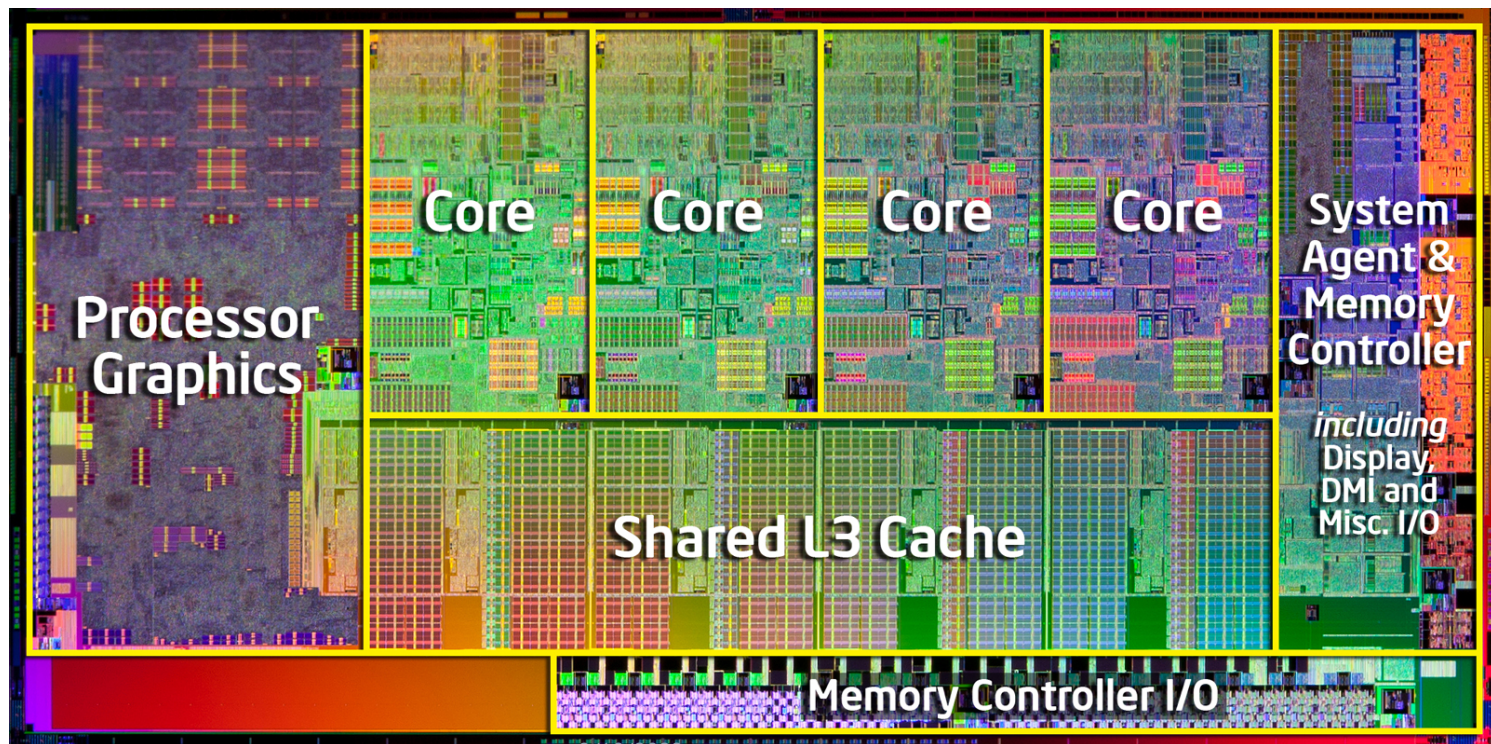 Processor
Graphics
Core
Core
Core
Core
System
Agent &
Memory
Controller
including
Display,
DMI and
Misc. I/O
Shared L3 Cache
Memory Controller I/O